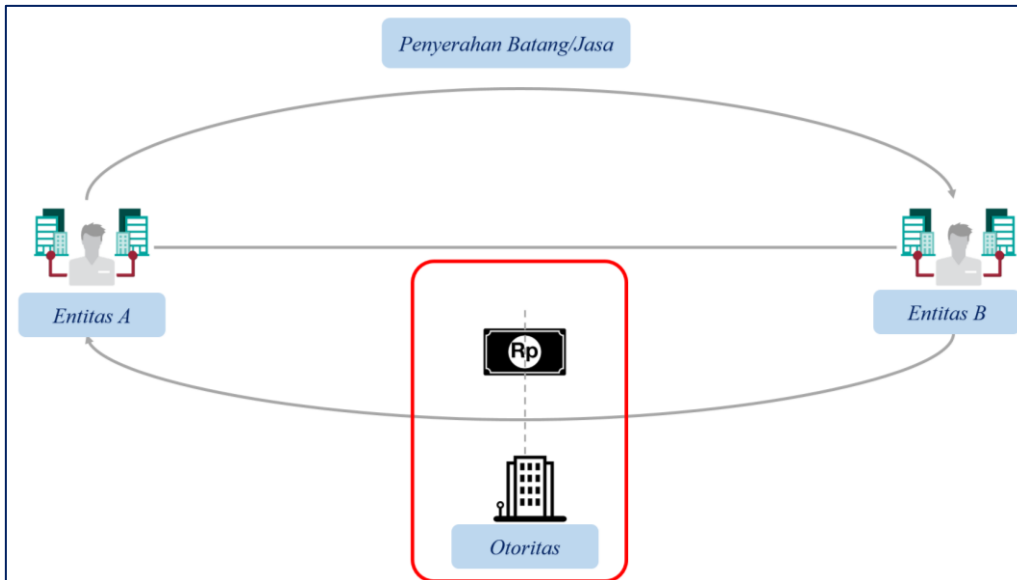 Penyerahan Batang/Jasa
Entitas A
Entitas B
Rp
Otoritas